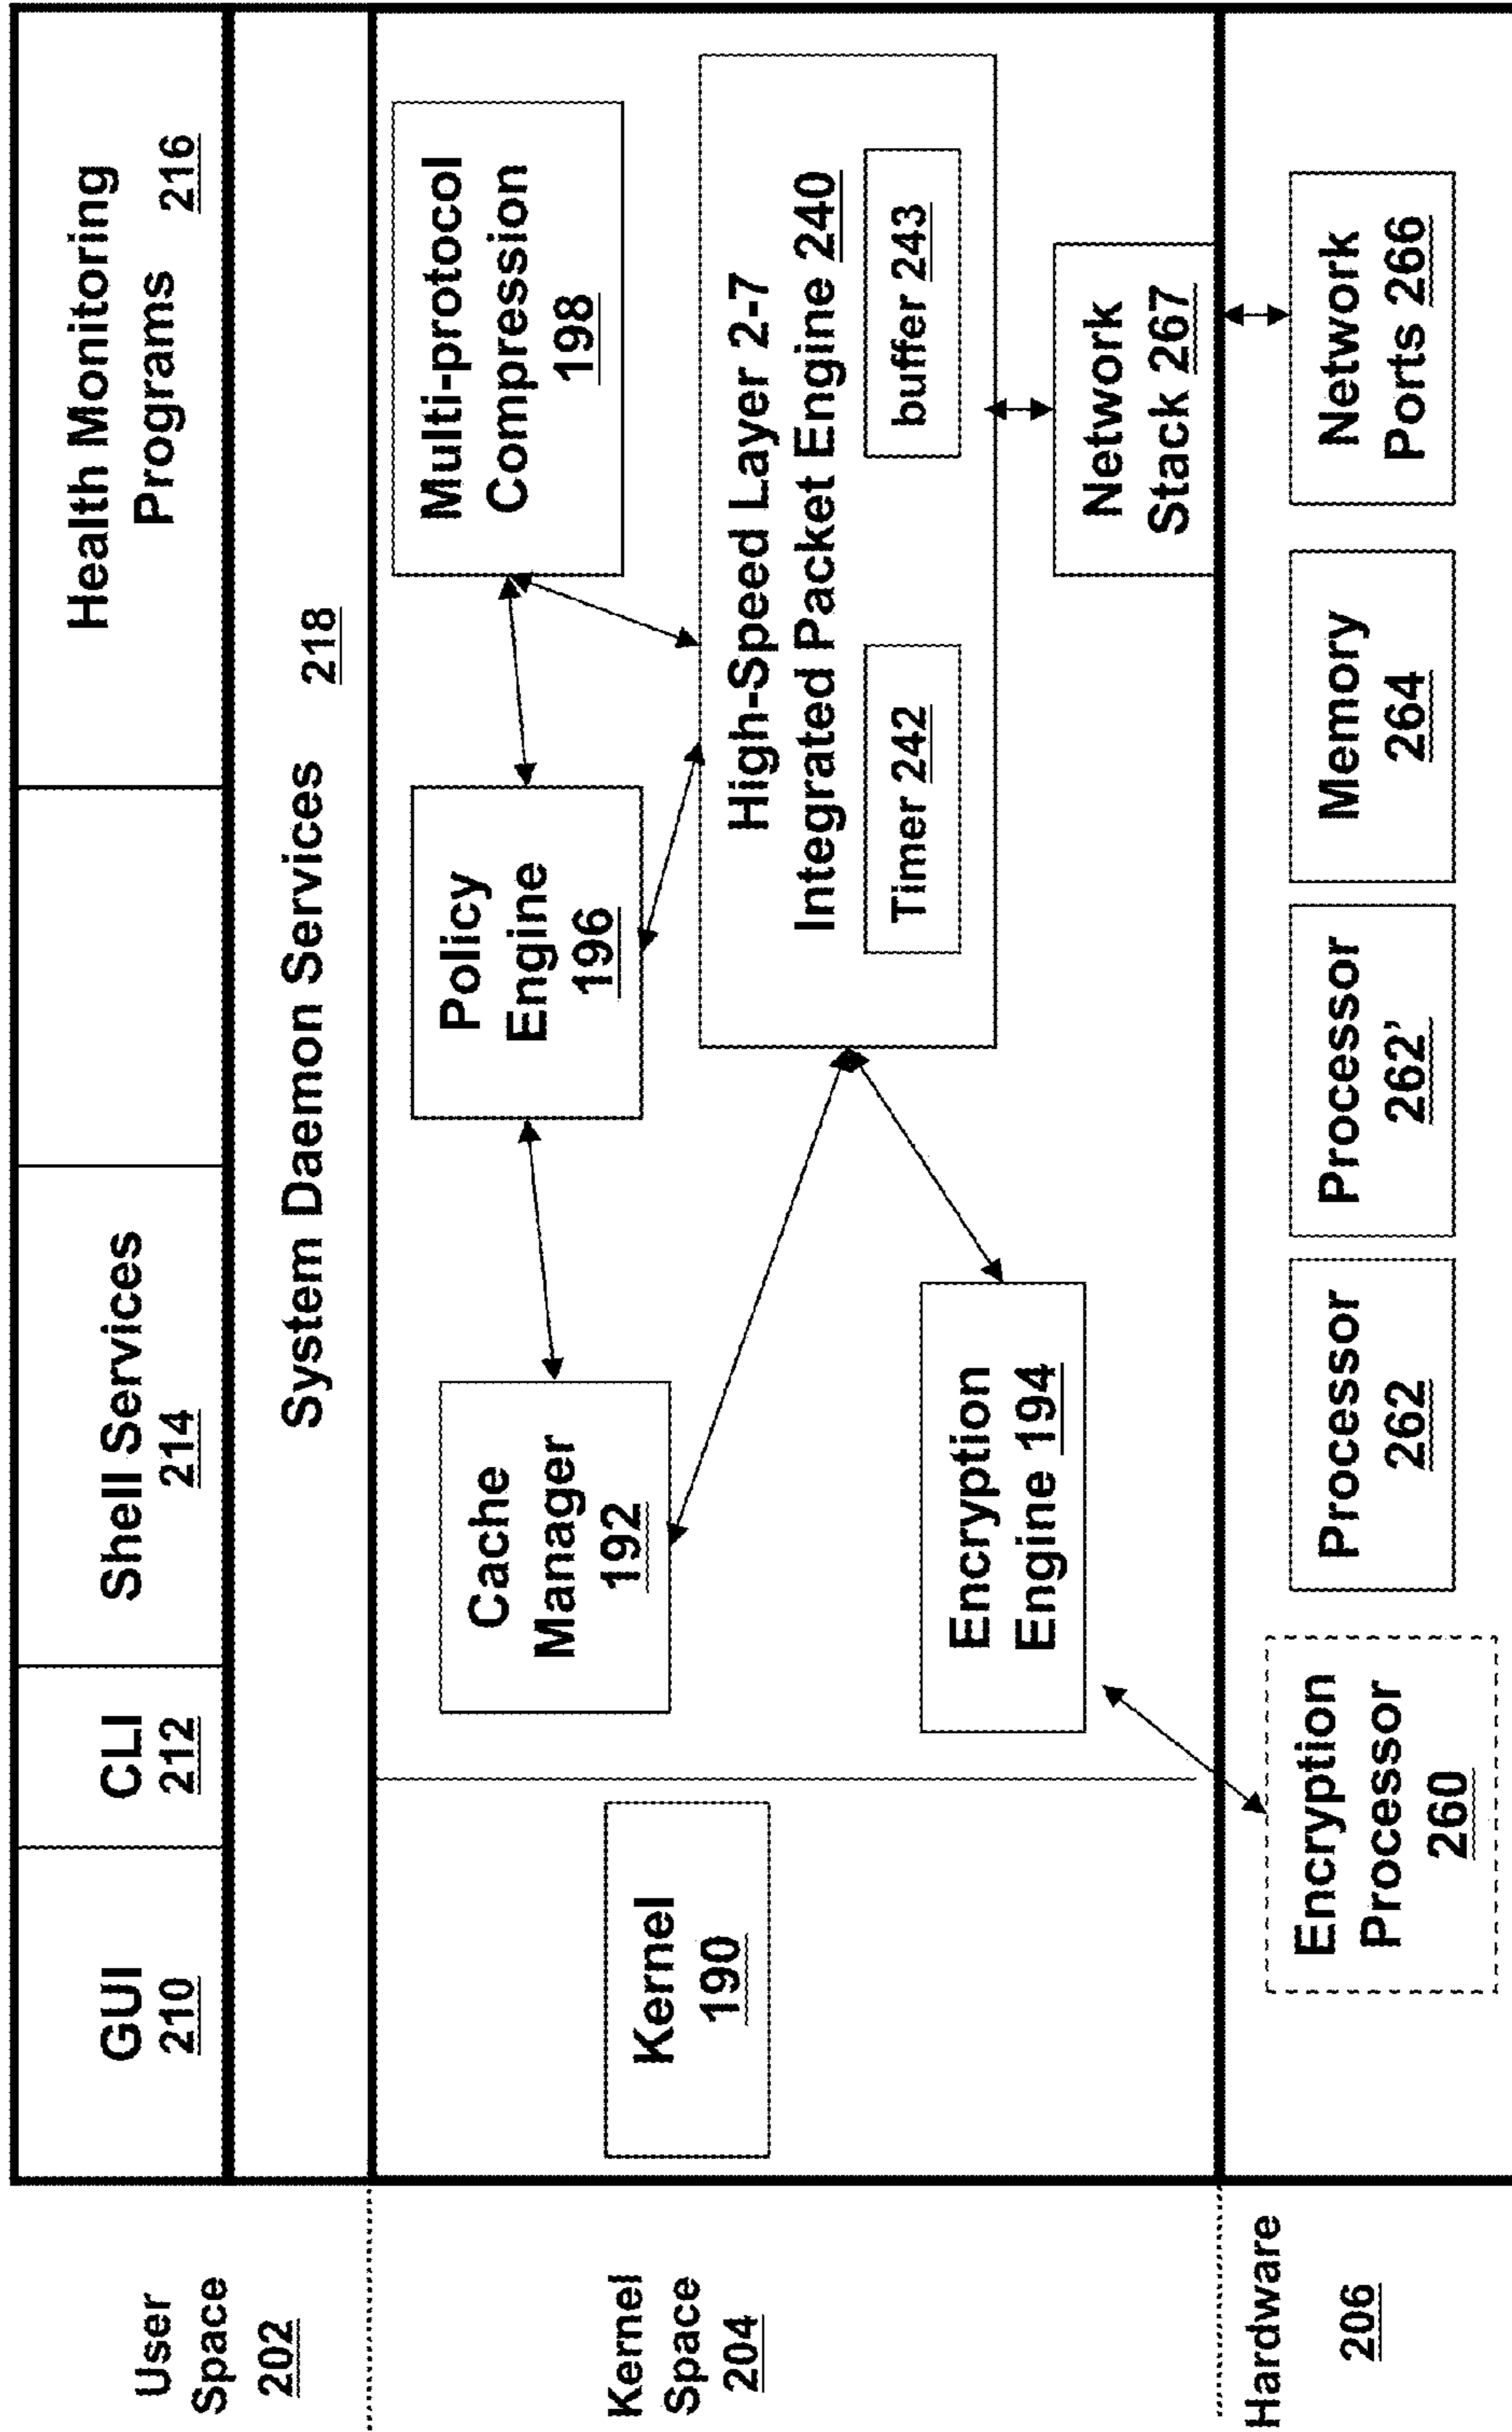 User
Space
202
GUI
210
CLI
212
Shell Services
214
Health Monitoring
Programs 216
System Daemon Services 218
Kernel
Space
204
Kernel
190
Cache
Manager
192
Policy
Engine
196
Multi-protocol
Compression
198
High-Speed Layer 2-7
Integrated Packet Engine 240
Timer 242
buffer 243
Encryption
Engine 194
Network
Stack 267
Hardware
206
Encryption
Processor
260
Processor
262
Processor
262’
Memory
264
Network
Ports 266